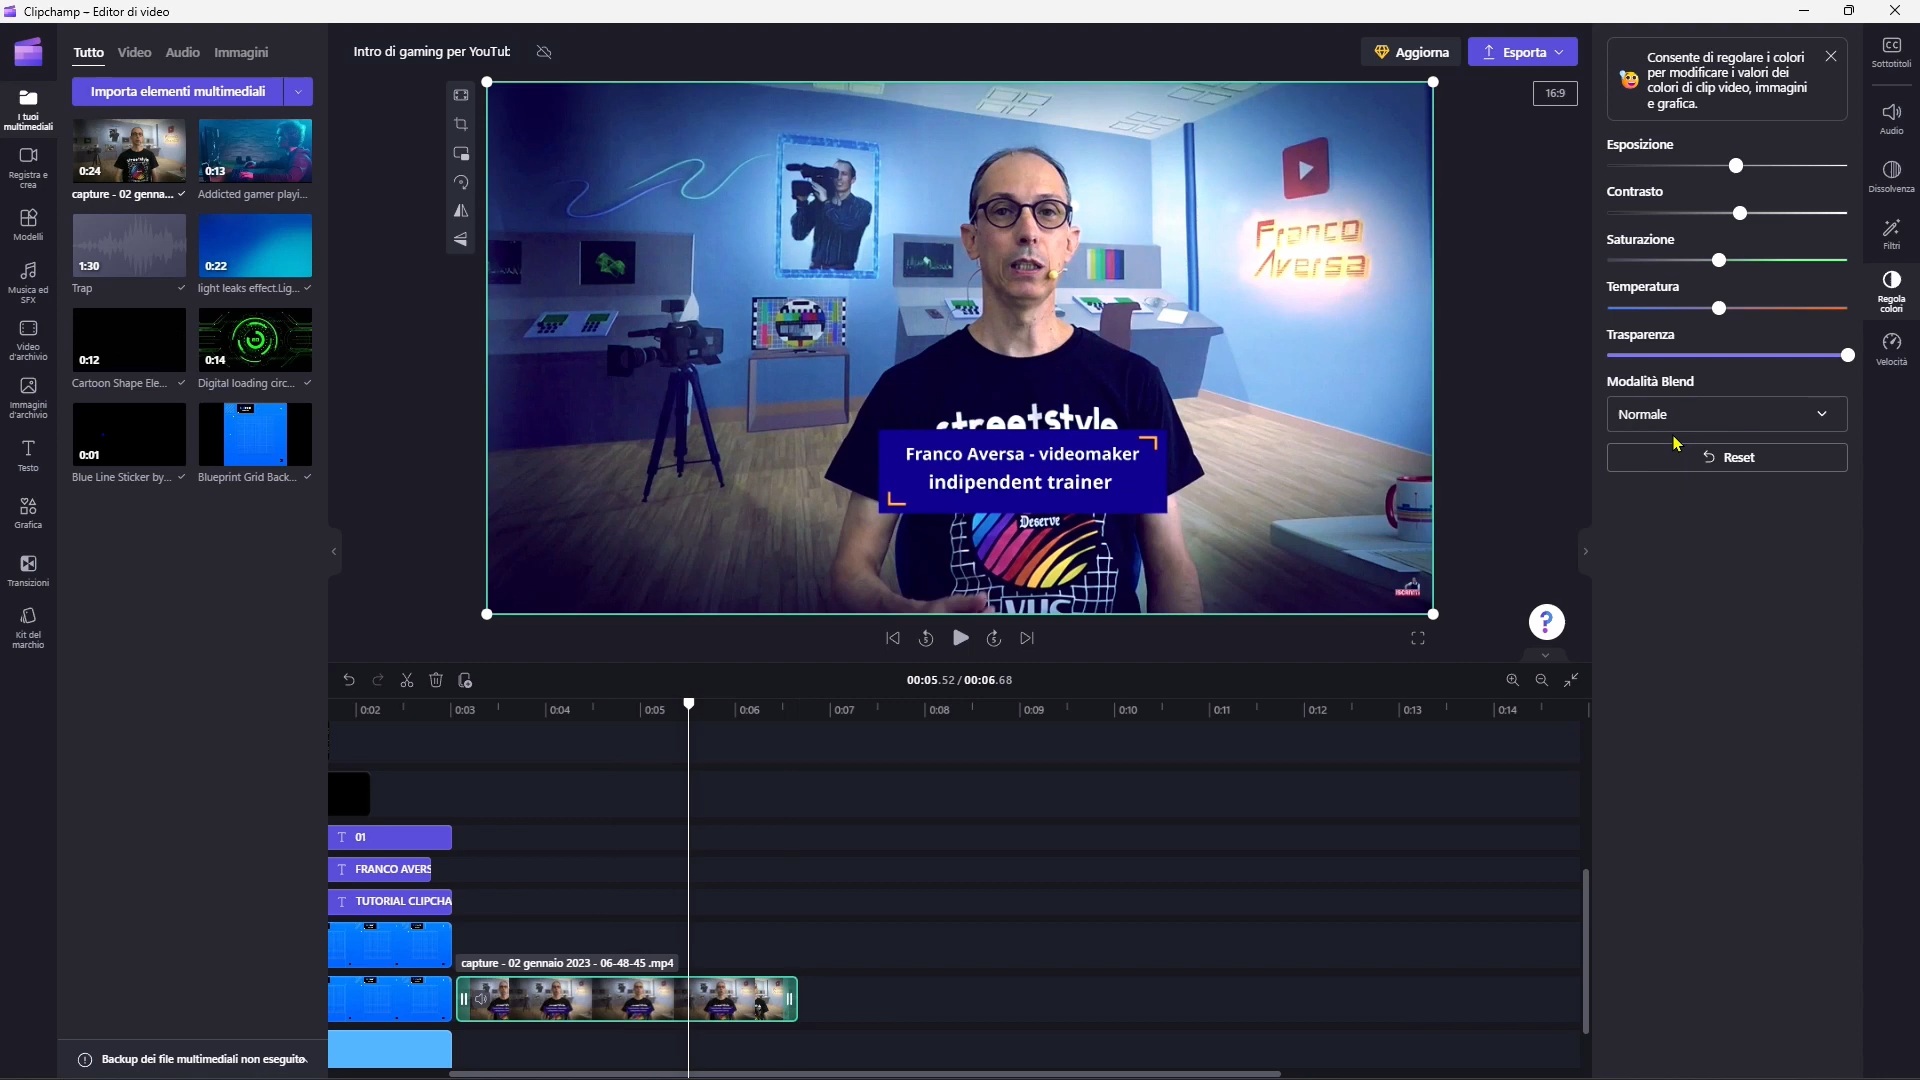 Clipchamp – Editor di video
Tutto Video Audio Immagini
Importa elementi multimediali
I tuoi
multimediali
Registra e
crea
Modelli
Musica ed
SFX
Video
d'archivio
Immagini
d'archivio
Testo
Grafica
Transizioni
Kit del
marchio
0:24
0:13
capture - 02 genna...
Addicted gamer playi...
1:30
0:22
Trap
light leaks effect.Lig...
0:12
0:14
Cartoon Shape Ele...
Digital loading circ...
0:01
Blue Line Sticker by...
Blueprint Grid Back...
Backup dei file multimediali non eseguito
Intro di gaming per YouTub
Aggiorna
Esporta
16:9
Franco
Aversa
streetstyle
Franco Aversa - videomaker
indipendent trainer
Deserve
VHS
5
5
?
00:05.52 / 00:06.68
0:02 0:03 0:04 0:05 0:06 0:07 0:08 0:09 0:10 0:11 0:12 0:13 0:14
T 01
T FRANCO AVERS
T TUTORIAL CLIPCHA
capture - 02 gennaio 2023 - 06-48-45 .mp4
Consente di regolare i colori
per modificare i valori dei
colori di clip video, immagini
e grafica.
Esposizione
Contrasto
Saturazione
Temperatura
Trasparenza
Modalità Blend
Normale
Reset
CC
Sottotitoli
Audio
Dissolvenza
Filtri
Regola
colori
Velocità